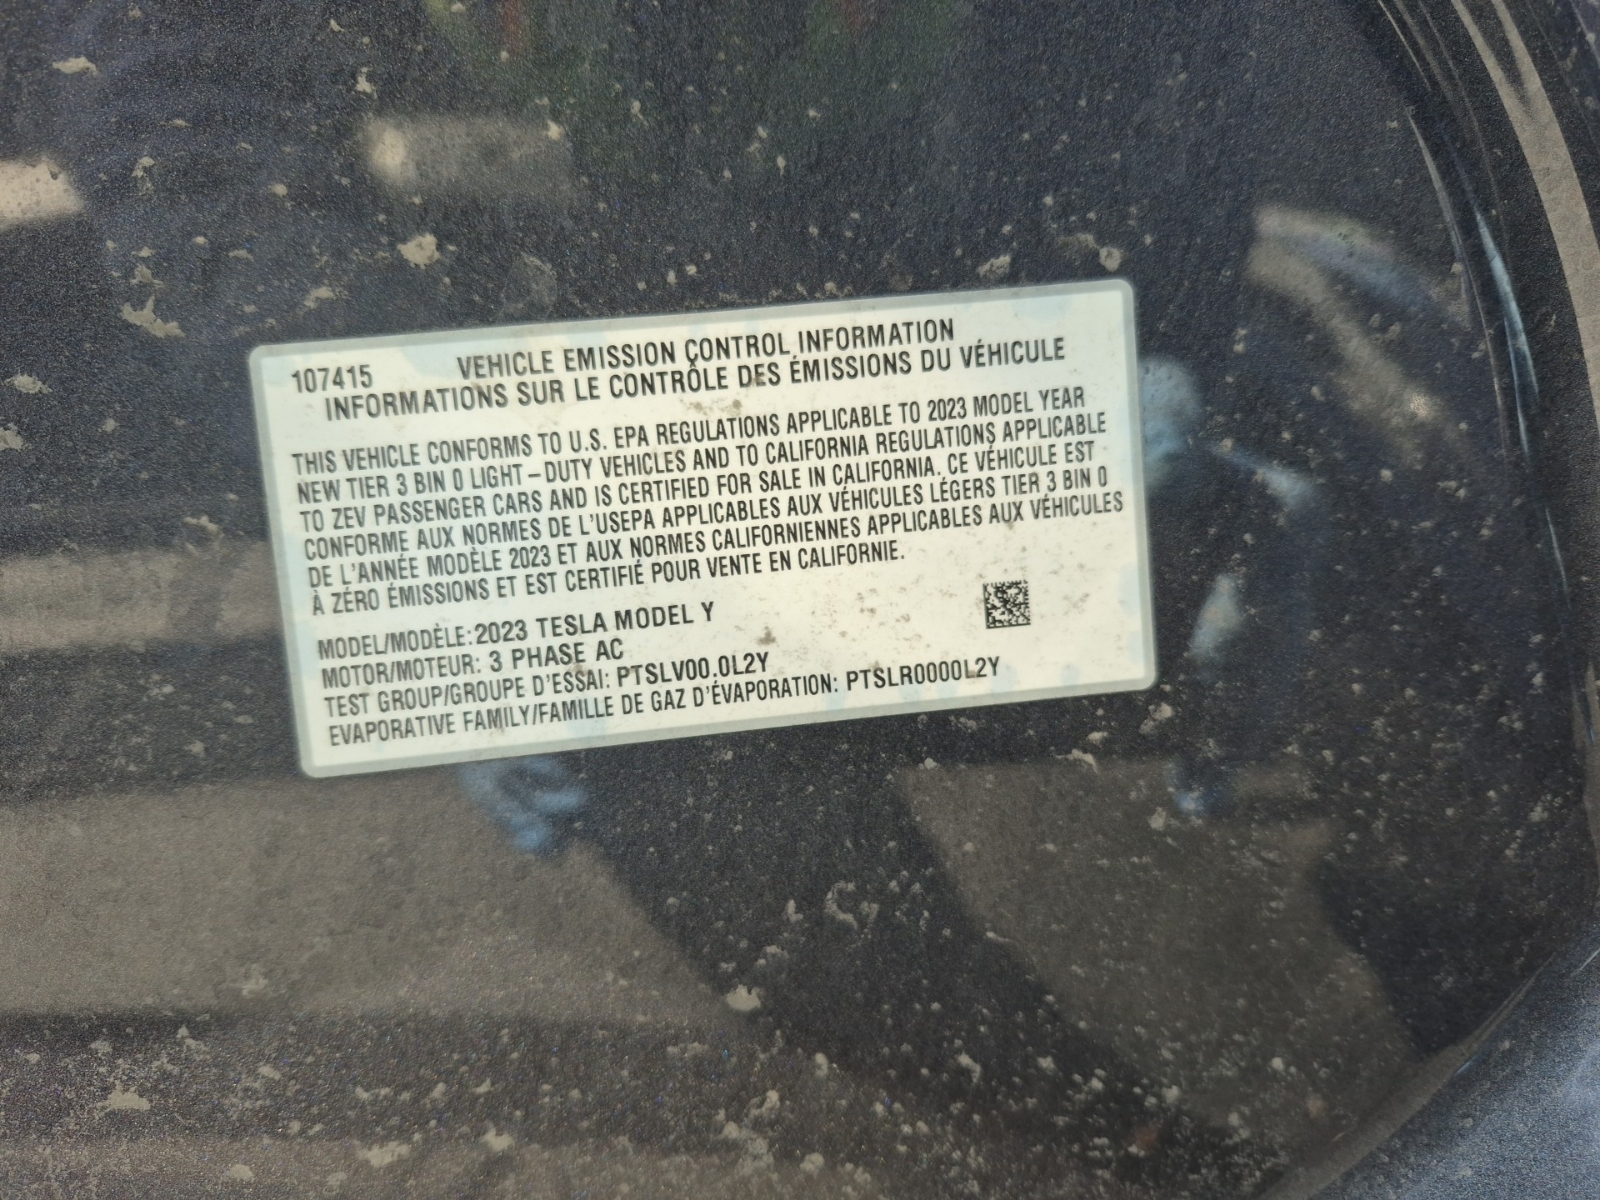 107415 VEHICLE EMISSION CONTROL INFORMATION
INFORMATIONS SUR LE CONTRÔLE DES ÉMISSIONS DU VÉHICULE
THIS VEHICLE CONFORMS TO U.S. EPA REGULATIONS APPLICABLE TO 2023 MODEL YEAR
NEW TIER 3 BIN 0 LIGHT-DUTY VEHICLES AND TO CALIFORNIA REGULATIONS APPLICABLE
TO ZEV PASSENGER CARS AND IS CERTIFIED FOR SALE IN CALIFORNIA. CE VÉHICULE EST
CONFORME AUX NORMES DE L'USEPA APPLICABLES AUX VÉHICULES LÉGERS TIER 3 BIN 0
DE L'ANNÉE MODÈLE 2023 ET AUX NORMES CALIFORNIENNES APPLICABLES AUX VÉHICULES
À ZÉRO ÉMISSIONS ET EST CERTIFIÉ POUR VENTE EN CALIFORNIE.
MODEL/MODÈLE: 2023 TESLA MODEL Y
MOTOR/MOTEUR: 3 PHASE AC
TEST GROUP/GROUPE D'ESSAI: PTSLV00.0L2Y
EVAPORATIVE FAMILY/FAMILLE DE GAZ D'ÉVAPORATION: PTSLR0000L2Y